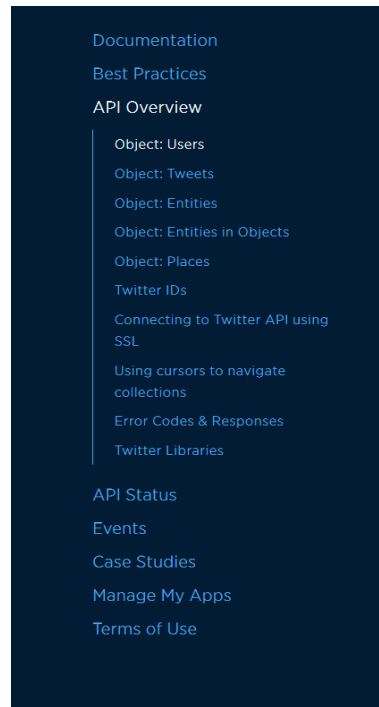 Documentation
Best Practices
API Overview
Object: Users
Object: Tweets
Object: Entities
Object: Entities in Objects
Object: Places
Twitter IDs
Connecting to Twitter API using
SSL
Using cursors to navigate
collections
Error Codes & Responses
Twitter Libraries
API Status
Events
Case Studies
Manage My Apps
Terms of Use